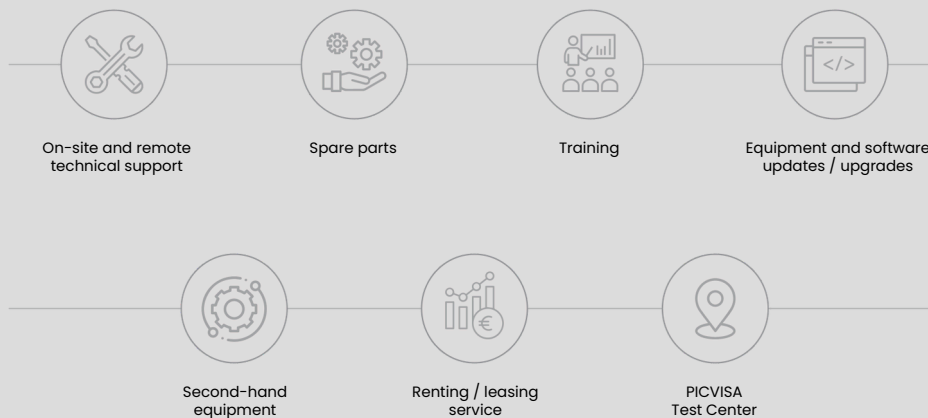 </>
On-site and remote
technical support
Spare parts
Training
Equipment and software
updates / upgrades
€
Second-hand
equipment
Renting / leasing
service
PICVISA
Test Center